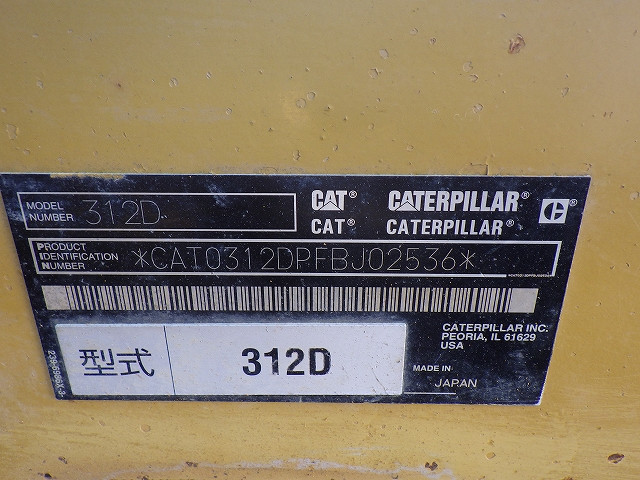 MODEL NUMBER 312D
CAT® CATERPILLAR®
CAT® CATERPILLAR®
PRODUCT IDENTIFICATION NUMBER *CAT0312DPFBJ02536*
*CAT0312DPFBJ02536*
CATERPILLAR INC.
PEORIA, IL 61629
USA
型式 312D
MADE IN
JAPAN